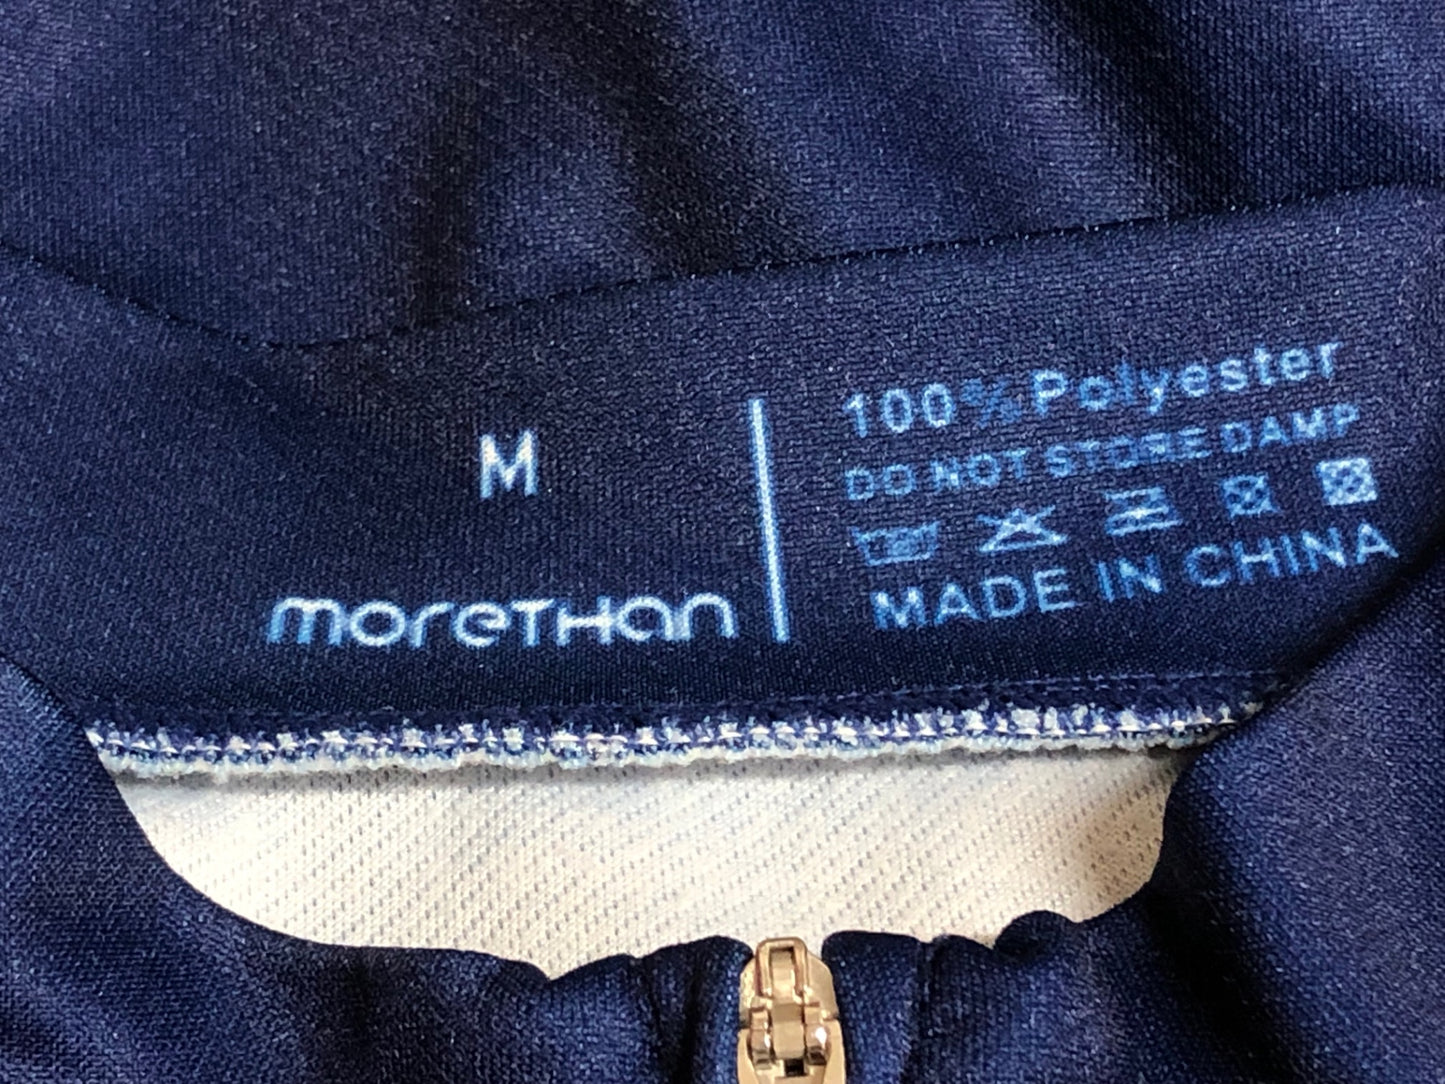 M
moreTHan
100% Polyester
DO NOT STORE DAMP
MADE IN CHINA